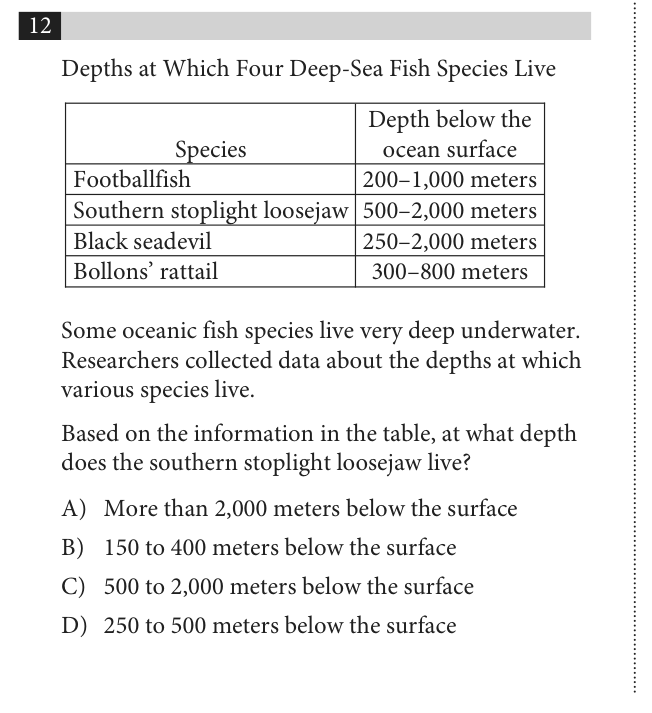 12
Depths at Which Four Deep-Sea Fish Species Live
Species
Depth below the
ocean surface
Footballfish 200–1,000 meters
Southern stoplight loosejaw 500–2,000 meters
Black seadevil 250–2,000 meters
Bollons’ rattail 300–800 meters
Some oceanic fish species live very deep underwater.
Researchers collected data about the depths at which
various species live.
Based on the information in the table, at what depth
does the southern stoplight loosejaw live?
A) More than 2,000 meters below the surface
B) 150 to 400 meters below the surface
C) 500 to 2,000 meters below the surface
D) 250 to 500 meters below the surface